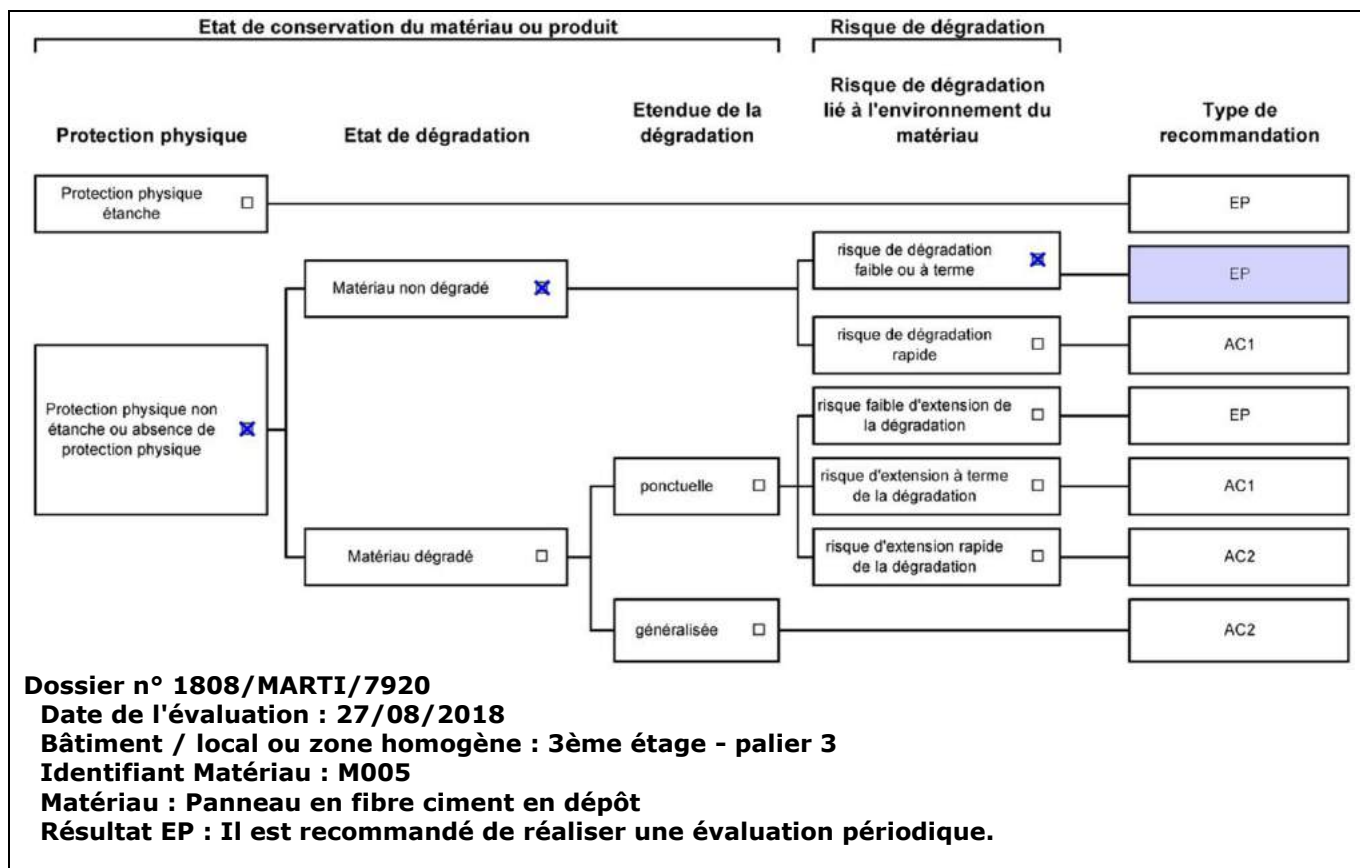 Etat de conservation du matériau ou produit
Risque de dégradation
Protection physique
Etat de dégradation
Etendue de la
dégradation
Risque de dégradation
lié à l'environnement du
matériau
Type de
recommandation
Protection physique
étanche
EP
risque de dégradation
faible ou à terme
EP
Matériau non dégradé
risque de dégradation
rapide
AC1
Protection physique non
étanche ou absence de
protection physique
risque faible d'extension de
la dégradation
EP
ponctuelle
risque d'extension à terme
de la dégradation
AC1
Matériau dégradé
risque d'extension rapide
de la dégradation
AC2
généralisée
AC2
Dossier n° 1808/MARTI/7920
Date de l'évaluation : 27/08/2018
Bâtiment / local ou zone homogène : 3ème étage - palier 3
Identifiant Matériau : M005
Matériau : Panneau en fibre ciment en dépôt
Résultat EP : Il est recommandé de réaliser une évaluation périodique.